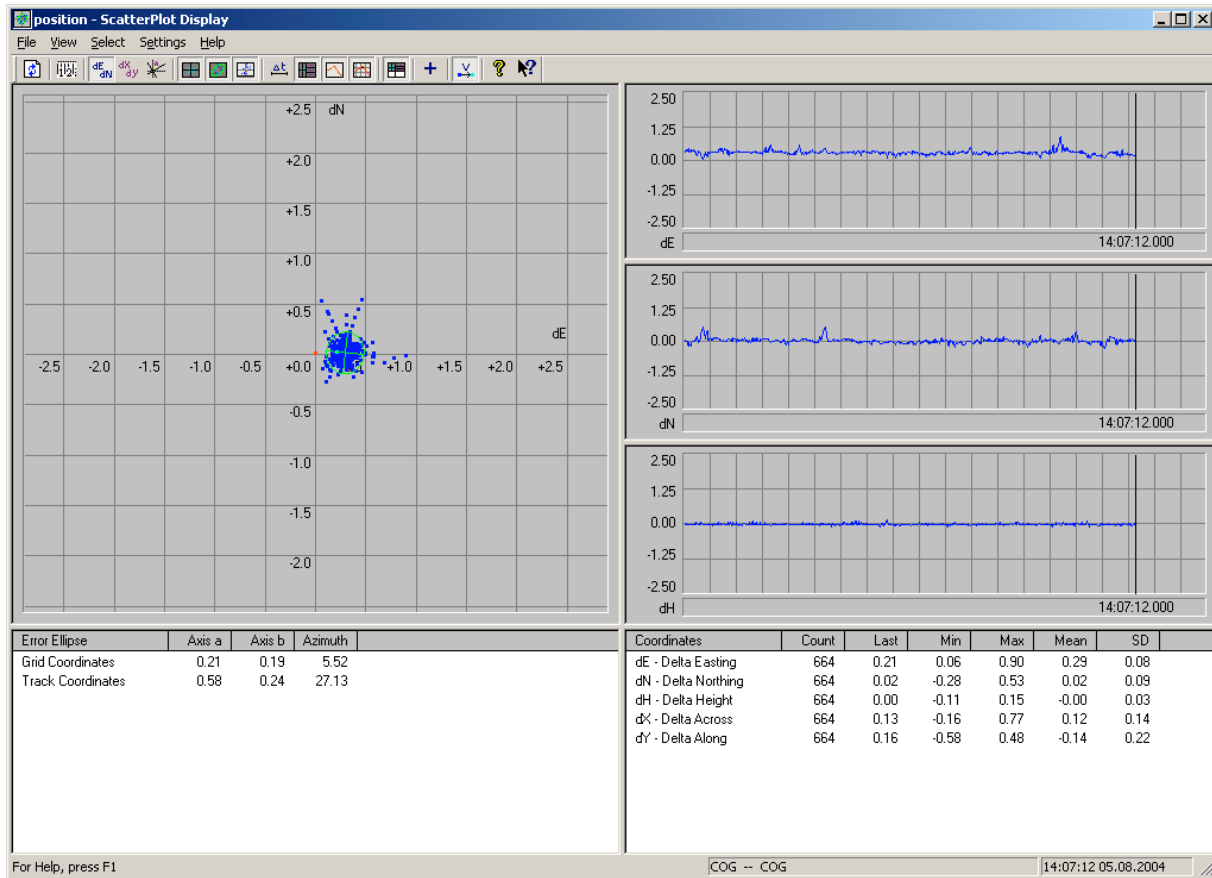 position - ScatterPlot Display
File View Select Settings Help
+2.5 dN
+2.0
+1.5
+1.0
+0.5
dE
-2.5 -2.0 -1.5 -1.0 -0.5 +0.0 +1.0 +1.5 +2.0 +2.5
-0.5
-1.0
-1.5
-2.0
2.50
1.25
0.00
-1.25
-2.50
dE 14:07:12.000
2.50
1.25
0.00
-1.25
-2.50
dN 14:07:12.000
2.50
1.25
0.00
-1.25
-2.50
dH 14:07:12.000
Error Ellipse Axis a Axis b Azimuth
Grid Coordinates 0.21 0.19 5.52
Track Coordinates 0.58 0.24 27.13
Coordinates Count Last Min Max Mean SD
dE - Delta Easting 664 0.21 0.06 0.90 0.29 0.08
dN - Delta Northing 664 0.02 -0.28 0.53 0.02 0.09
dH - Delta Height 664 0.00 -0.11 0.15 -0.00 0.03
dX - Delta Across 664 0.13 -0.16 0.77 0.12 0.14
dY - Delta Along 664 0.16 -0.58 0.48 -0.14 0.22
For Help, press F1
COG -- COG
14:07:12 05.08.2004